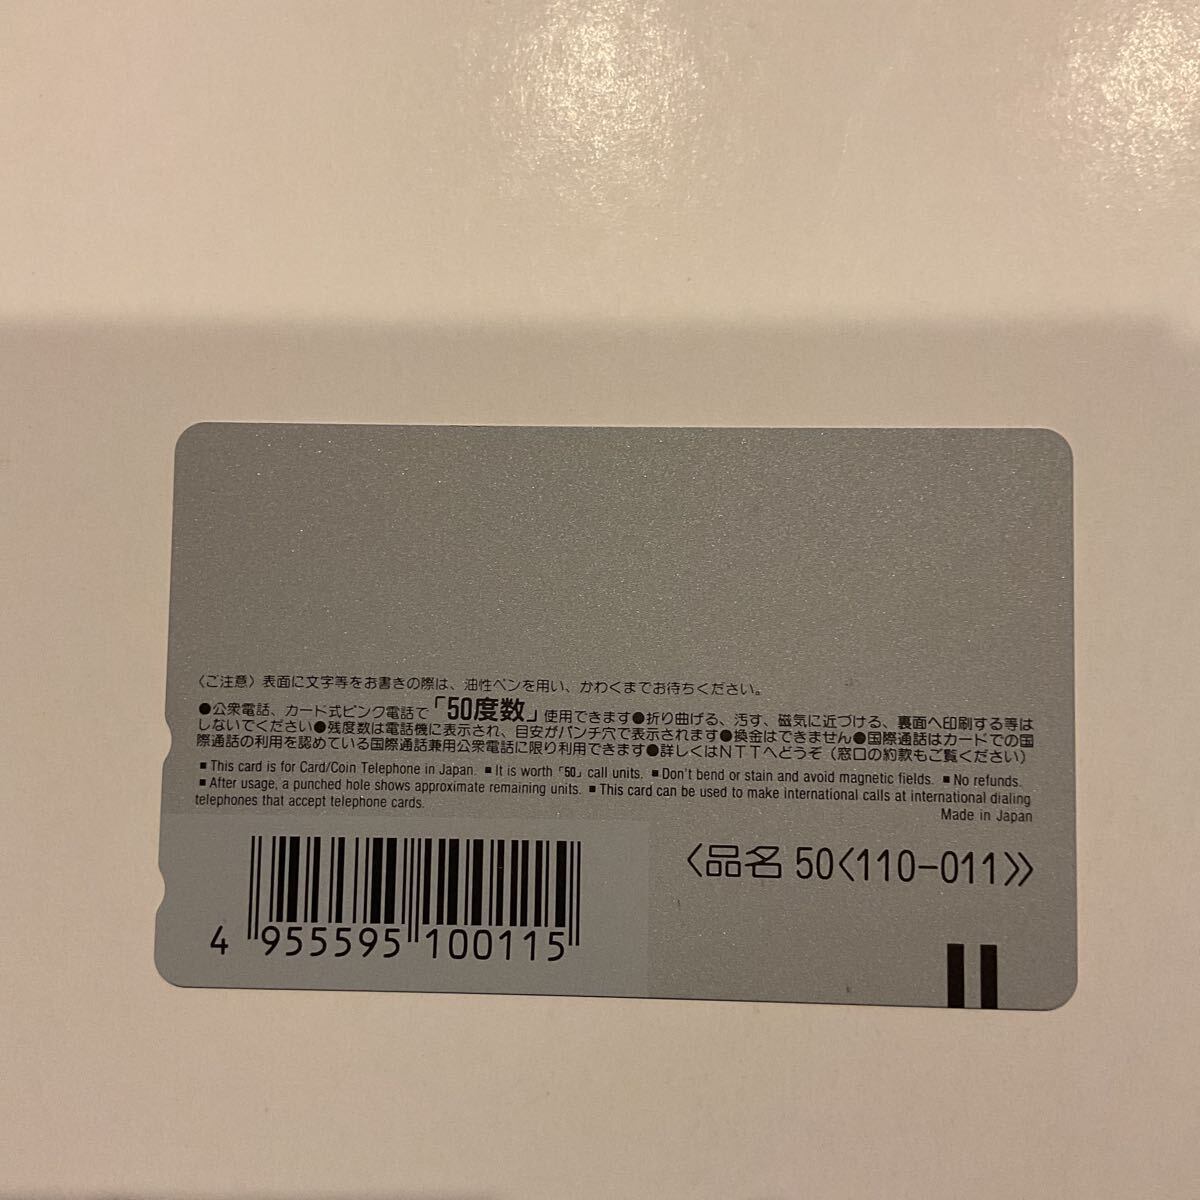 〈ご注意〉表面に文字等をお書きの際は、油性ペンを用い、かわくまでお待ちください。
●公衆電話、カード式ピンク電話で「50度数」使用できます●折り曲げる、汚す、磁気に近づける、裏面へ印刷する等は
しないでください●残度数は電話機に表示され、目安がパンチ穴で表示されます●換金はできません●国際通話はカードでの国
際通話の利用を認めている国際通話兼用公衆電話に限り利用できます●詳しくはNTTへどうぞ(窓口の約款もご覧ください)
■This card is for Card/Coin Telephone in Japan. ■It is worth「50」call units. ■Don't bend or stain and avoid magnetic fields. ■No refunds.
■After usage, a punched hole shows approximate remaining units. ■This card can be used to make international calls at international dialing
telephones that accept telephone cards.
Made in Japan
〈品名 50〈110-011〉〉
4 955595 100115